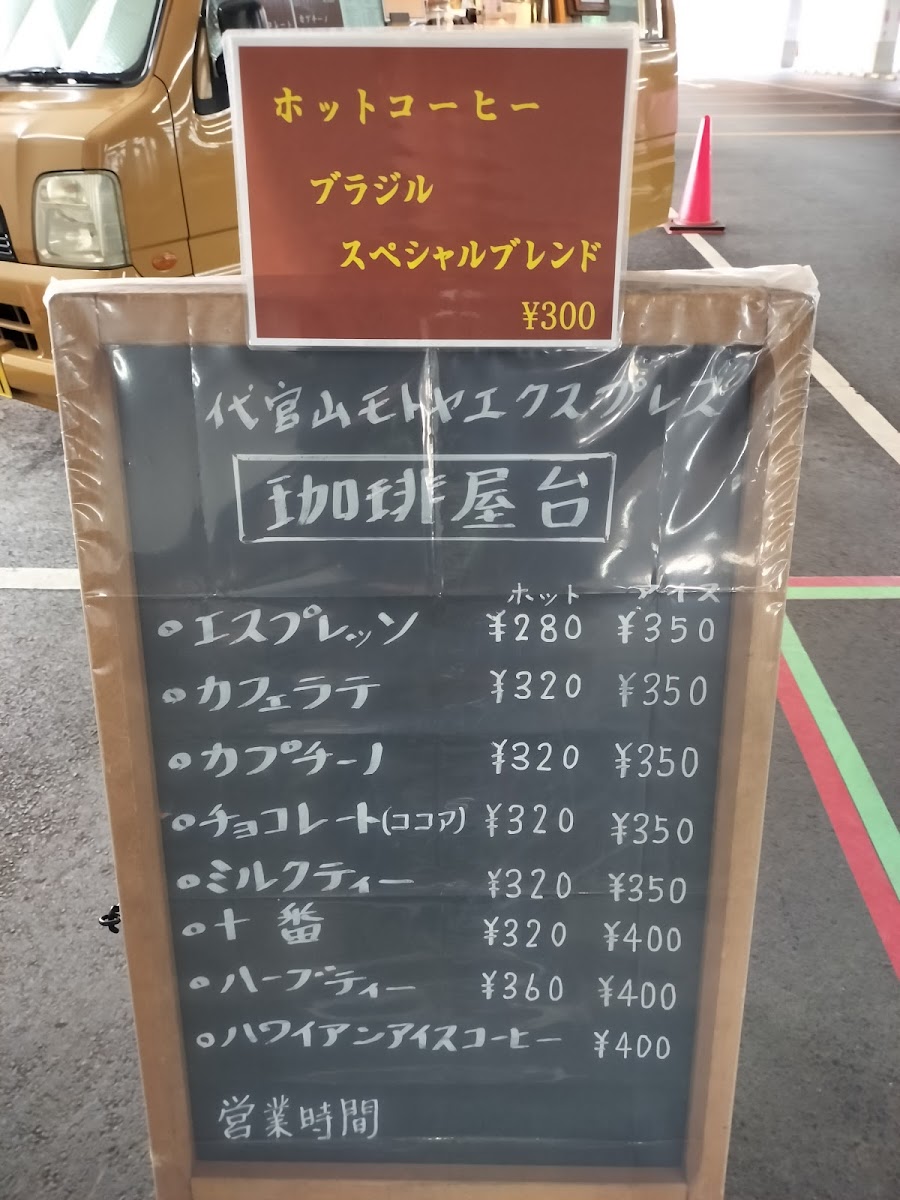 ホットコーヒー
ブラジル
スペシャルブレンド
¥300
代官山モトヤエクスプレス
珈琲屋台
ホット アイス
エスプレッソ ¥280 ¥350
カフェラテ ¥320 ¥350
カプチーノ ¥320 ¥350
チョコレート(ココア) ¥320 ¥350
ミルクティー ¥320 ¥350
十番 ¥320 ¥400
ハーブティー ¥360 ¥400
ハワイアンアイスコーヒー ¥400
営業時間